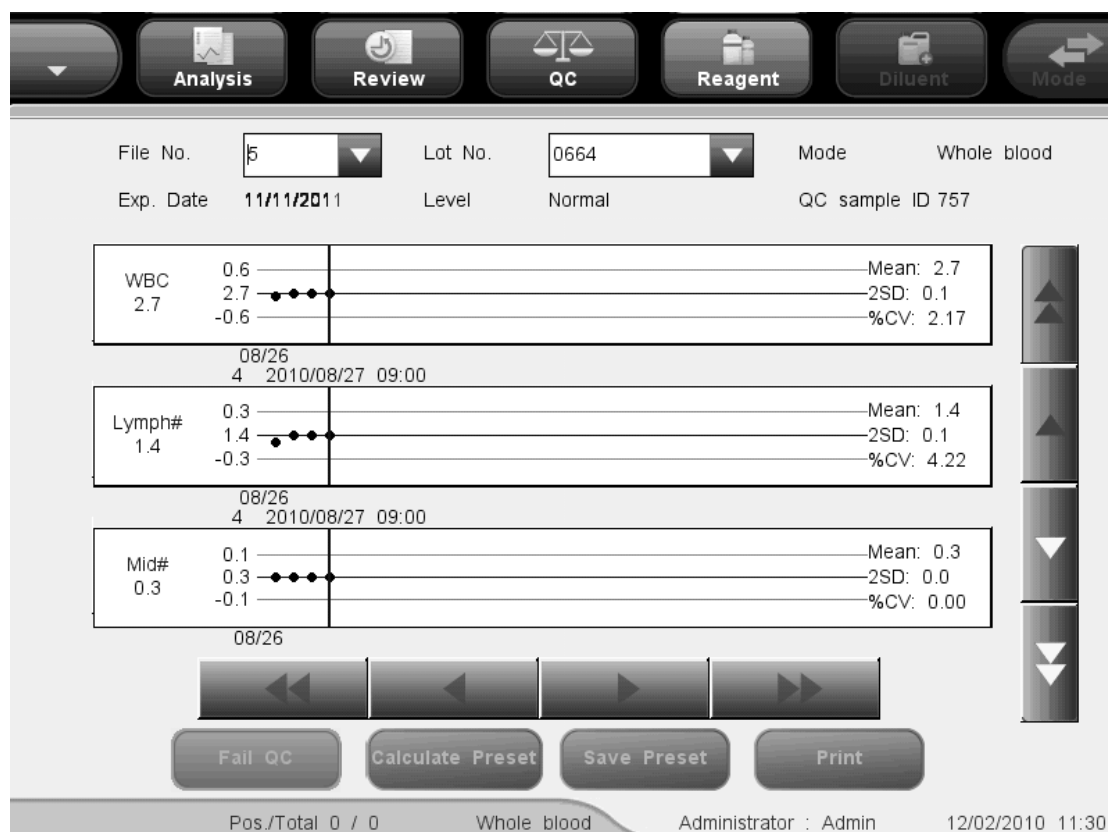 Analysis Review QC Reagent Diluent Mode
File No. 5 Lot No. 0664 Mode Whole blood
Exp. Date 11/11/2011 Level Normal QC sample ID 757
WBC
2.7
0.6
2.7
-0.6
Mean: 2.7
2SD: 0.1
%CV: 2.17
08/26
4 2010/08/27 09:00
Lymph#
1.4
0.3
1.4
-0.3
Mean: 1.4
2SD: 0.1
%CV: 4.22
08/26
4 2010/08/27 09:00
Mid#
0.3
0.1
0.3
-0.1
Mean: 0.3
2SD: 0.0
%CV: 0.00
08/26
Fail QC Calculate Preset Save Preset Print
Pos./Total 0 / 0 Whole blood Administrator : Admin 12/02/2010 11:30